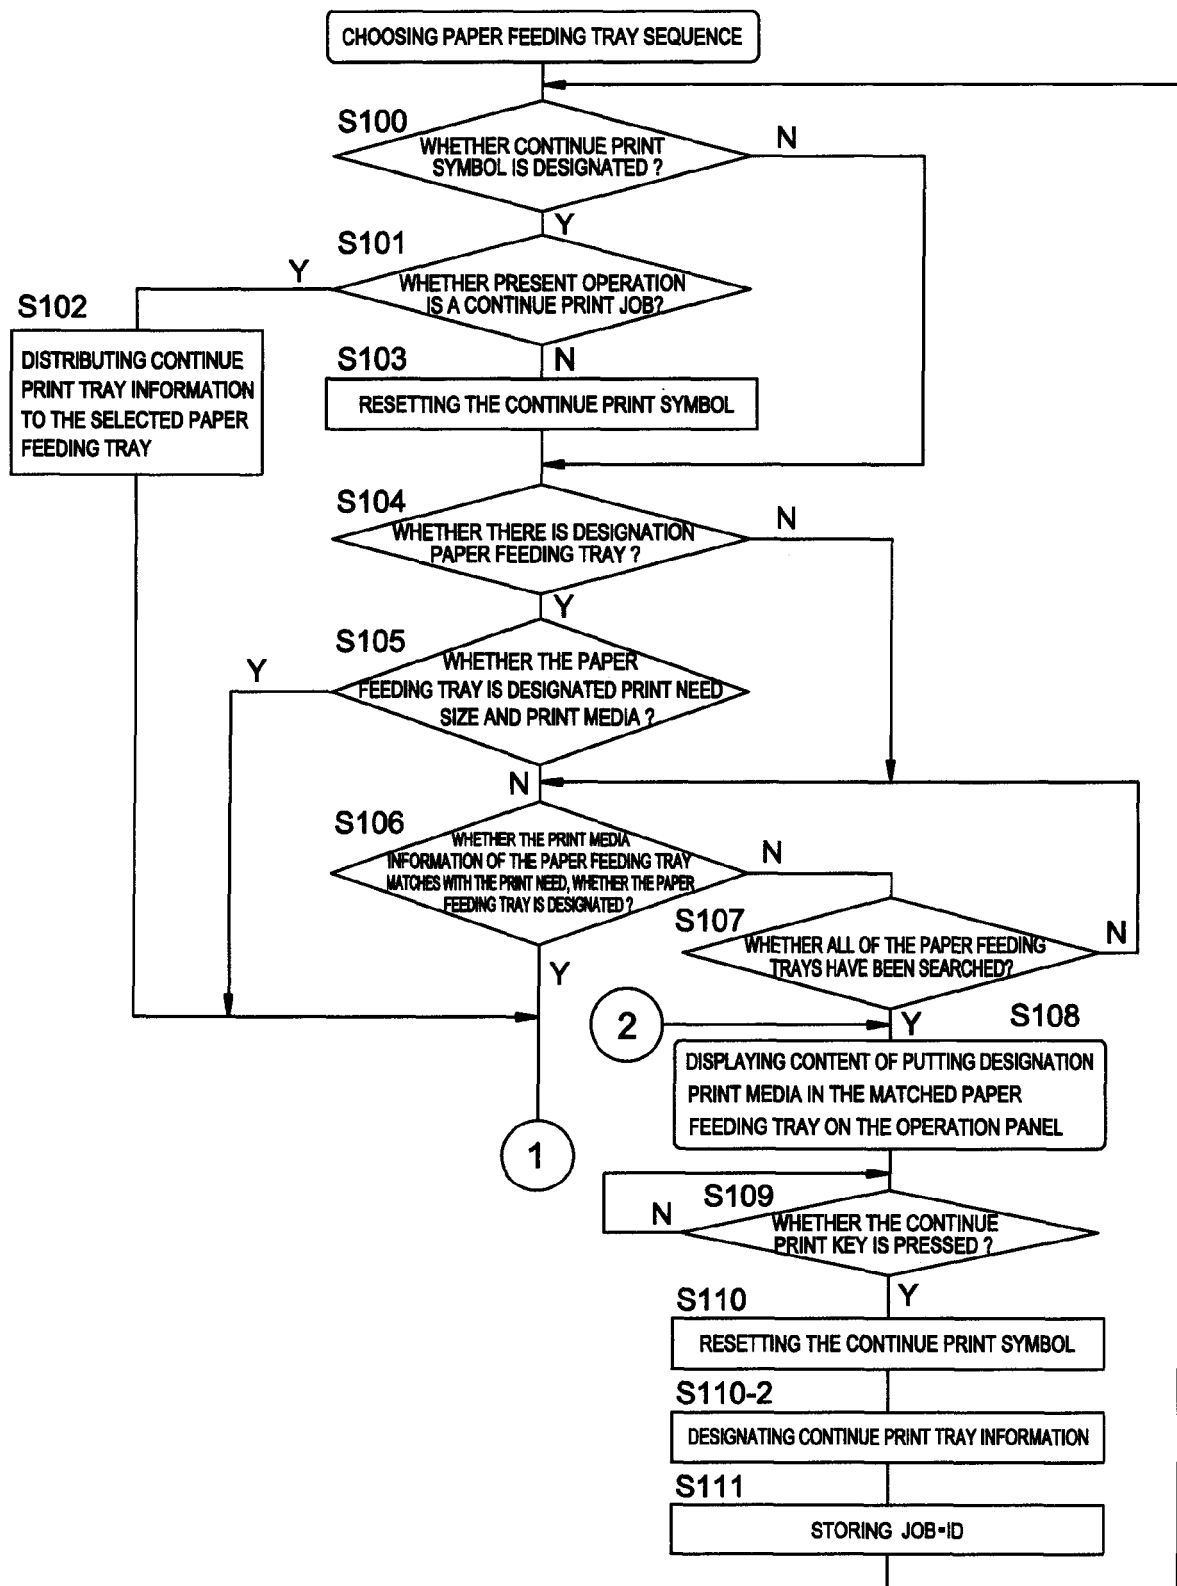 CHOOSING PAPER FEEDING TRAY SEQUENCE
S100
WHETHER CONTINUE PRINT
SYMBOL IS DESIGNATED ?
N
Y
S101
WHETHER PRESENT OPERATION
IS A CONTINUE PRINT JOB?
Y
N
S102
DISTRIBUTING CONTINUE
PRINT TRAY INFORMATION
TO THE SELECTED PAPER
FEEDING TRAY
S103
RESETTING THE CONTINUE PRINT SYMBOL
S104
WHETHER THERE IS DESIGNATION
PAPER FEEDING TRAY ?
N
Y
S105
WHETHER THE PAPER
FEEDING TRAY IS DESIGNATED PRINT NEED
SIZE AND PRINT MEDIA ?
Y
N
S106
WHETHER THE PRINT MEDIA
INFORMATION OF THE PAPER FEEDING TRAY
MATCHES WITH THE PRINT NEED, WHETHER THE PAPER
FEEDING TRAY IS DESIGNATED ?
N
Y
S107
WHETHER ALL OF THE PAPER FEEDING
TRAYS HAVE BEEN SEARCHED?
N
Y
2
1
S108
DISPLAYING CONTENT OF PUTTING DESIGNATION
PRINT MEDIA IN THE MATCHED PAPER
FEEDING TRAY ON THE OPERATION PANEL
S109
WHETHER THE CONTINUE
PRINT KEY IS PRESSED ?
N
Y
S110
RESETTING THE CONTINUE PRINT SYMBOL
S110-2
DESIGNATING CONTINUE PRINT TRAY INFORMATION
S111
STORING JOB-ID